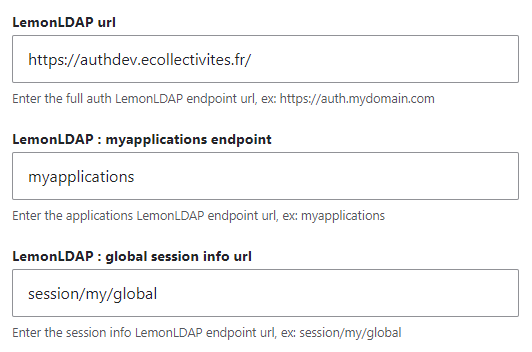 LemonLDAP url
https://authdev.ecollectivites.fr/
Enter the full auth LemonLDAP endpoint url, ex: https://auth.mydomain.com
LemonLDAP : myapplications endpoint
myapplications
Enter the applications LemonLDAP endpoint url, ex: myapplications
LemonLDAP : global session info url
session/my/global
Enter the session info LemonLDAP endpoint url, ex: session/my/global